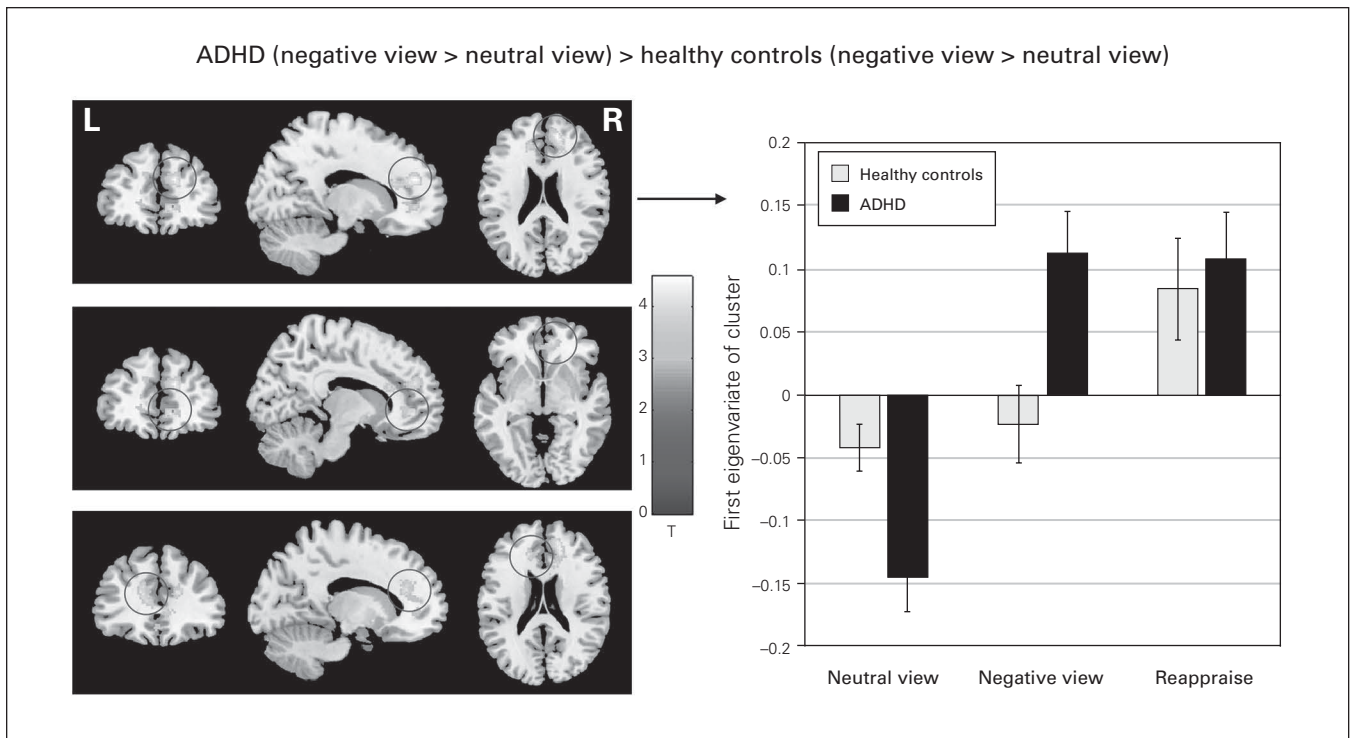 ADHD (negative view > neutral view) > healthy controls (negative view > neutral view)
L
R
4
3
2
1
0
T
First eigenvariate of cluster
0.2
0.15
0.1
0.05
0
–0.05
–0.1
–0.15
–0.2
Healthy controls
ADHD
Neutral view
Negative view
Reappraise